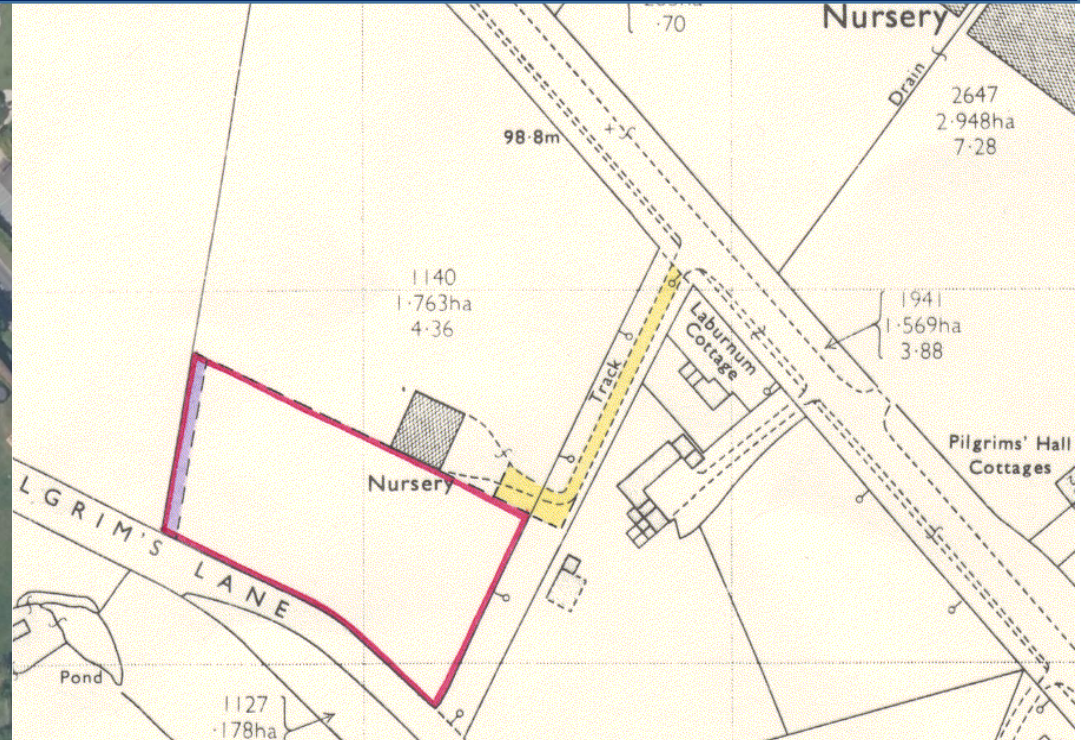 ·70
Nursery
Drain
2647
2·948ha
7·28
98·8m
1140
1·763ha
4·36
Laburnum
Cottage
1941
1·569ha
3·88
Track
Pilgrims' Hall
Cottages
Nursery
LGRIM'S LANE
Pond
1127
·178ha